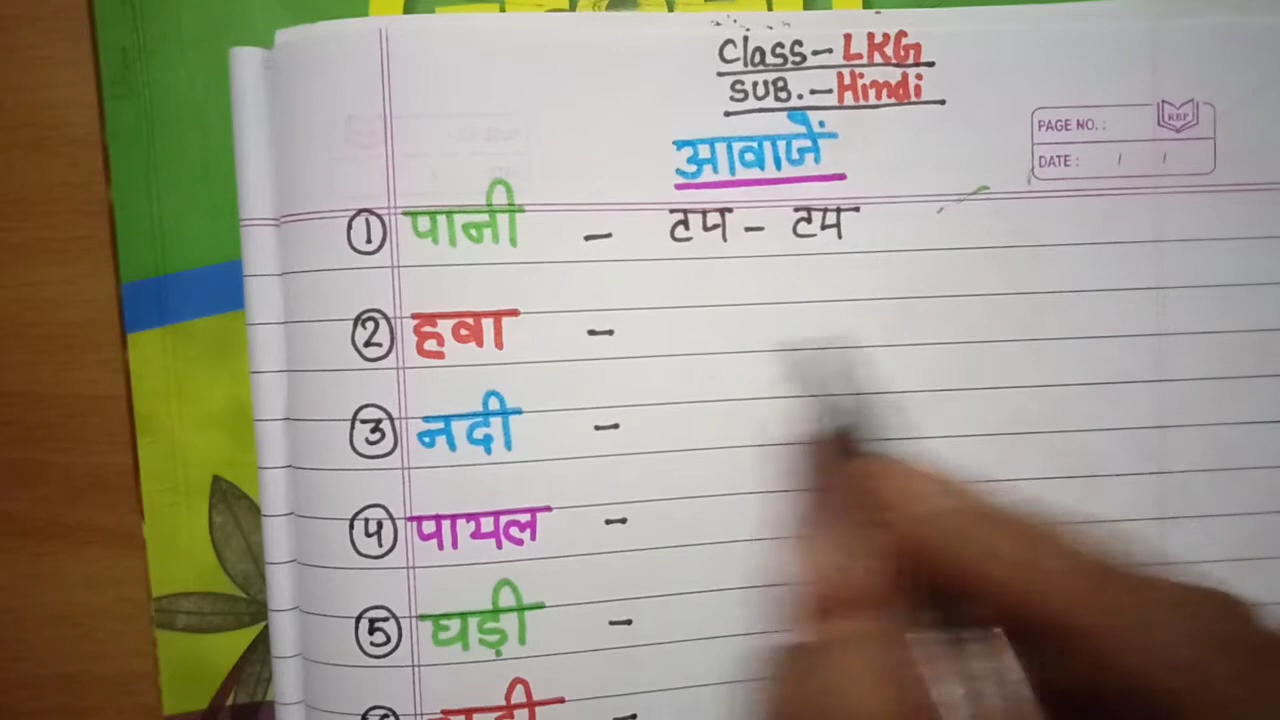 Class-LKG
SUB.-Hindi
आवाजें
RBP
PAGE NO. :
DATE : / /
① पानी - टप - टप
② हवा -
③ नदी -
④ पायल -
⑤ घड़ी -